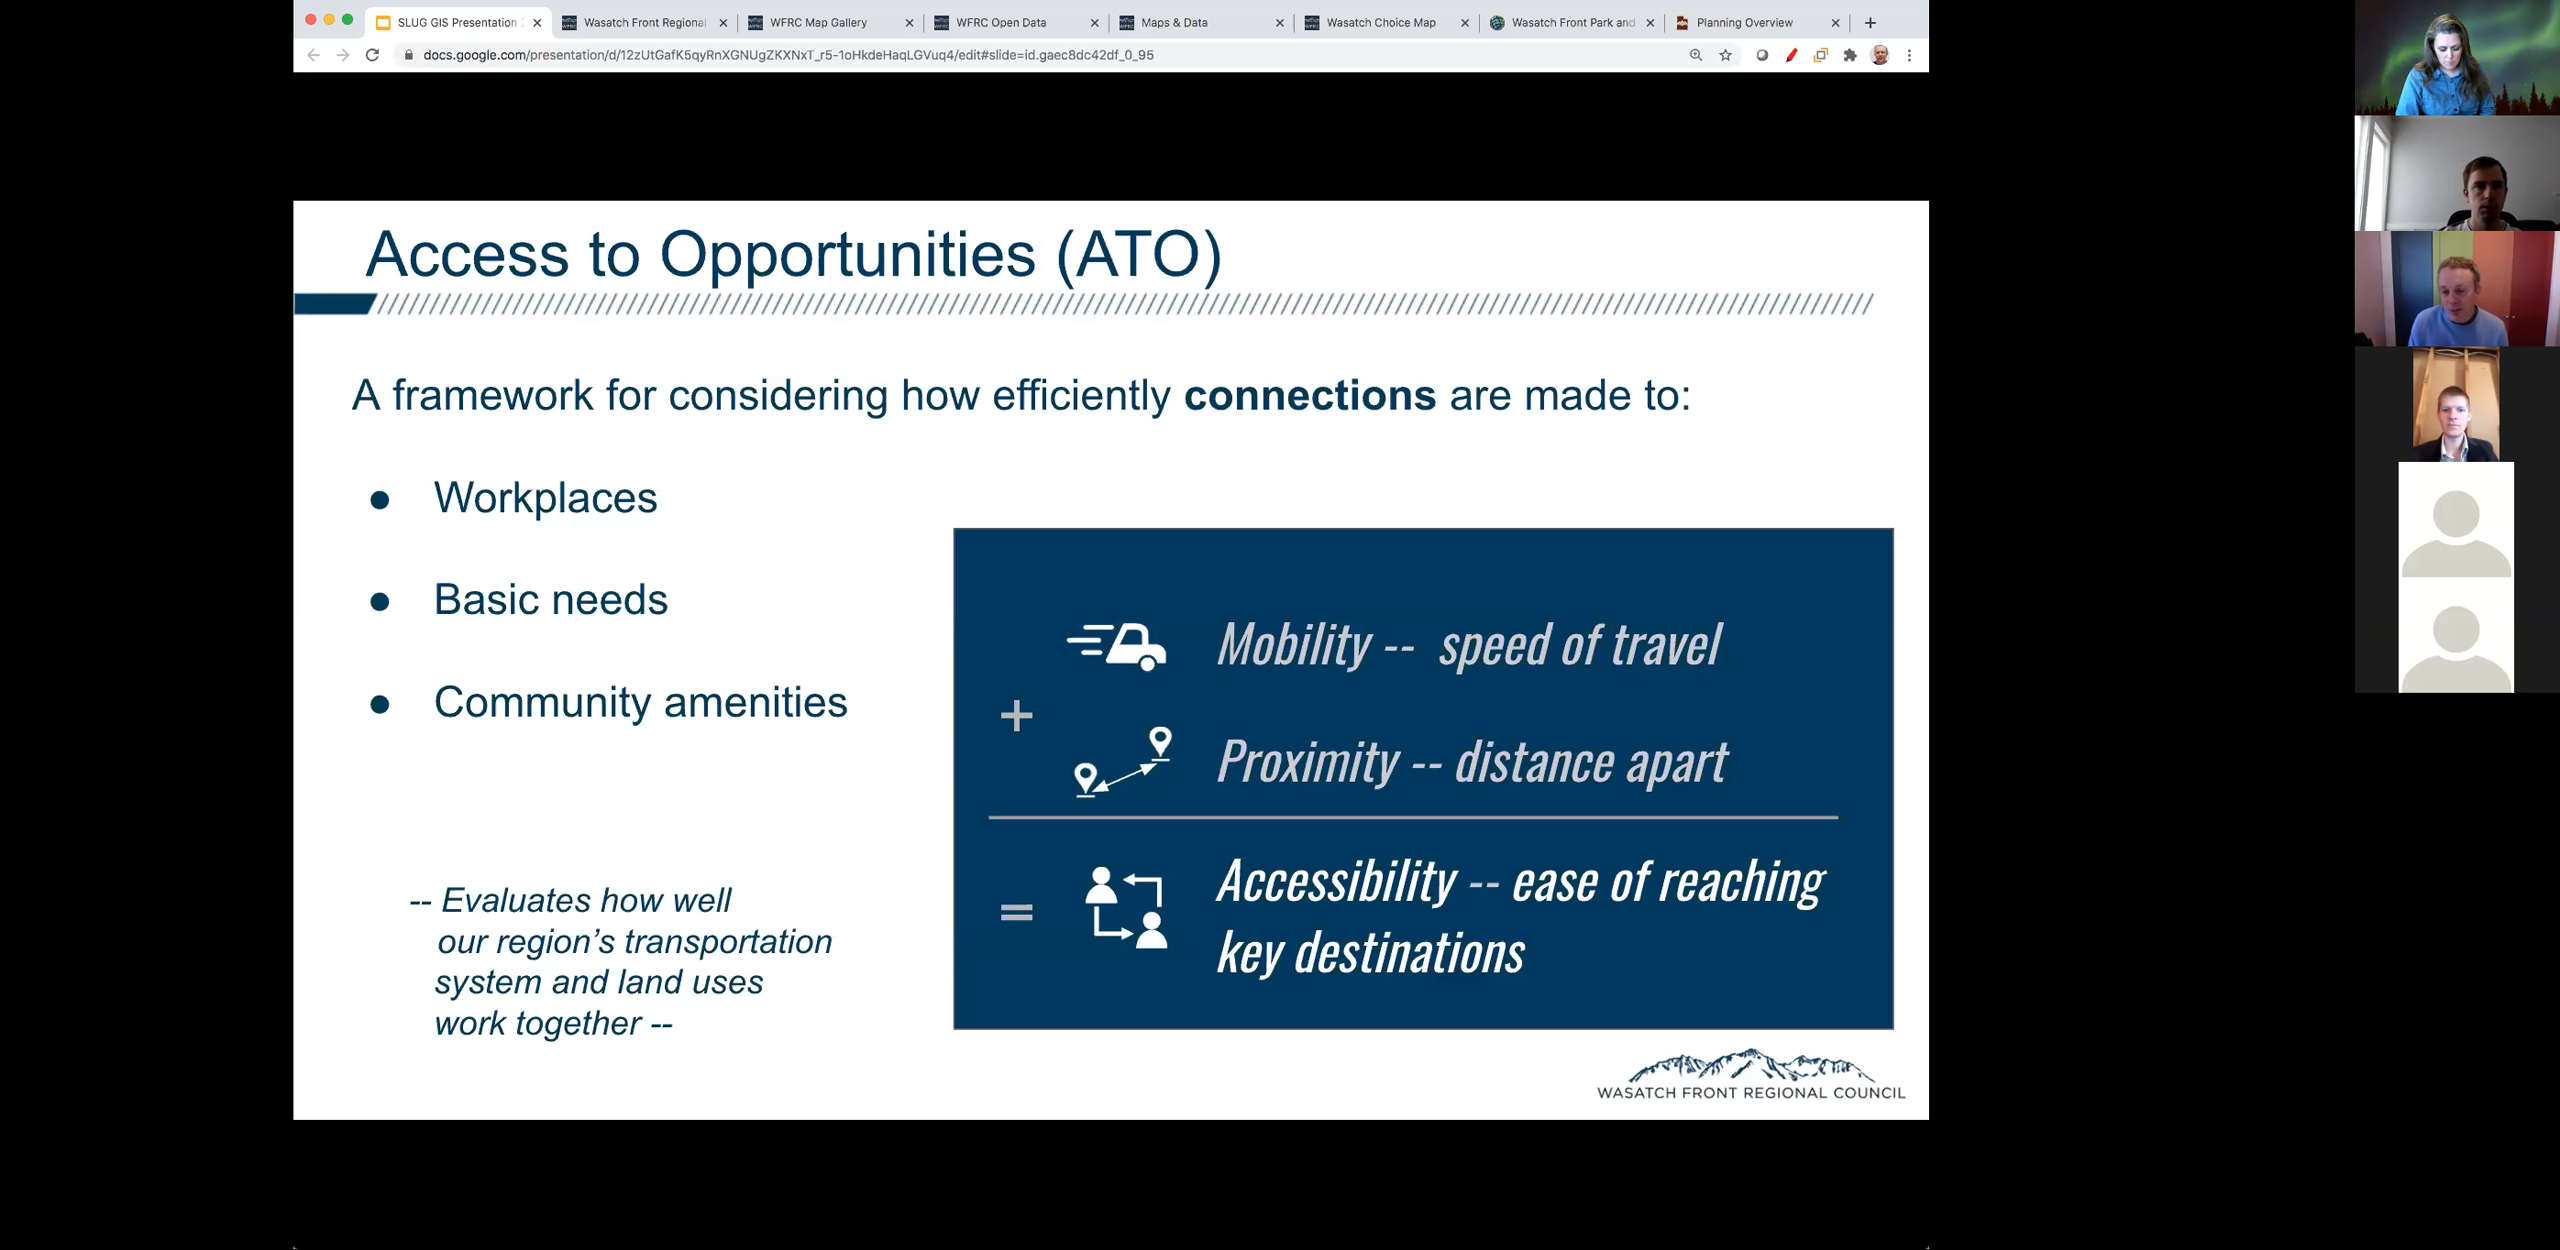 SLUG GIS Presentation
Wasatch Front Regional
WFRC Map Gallery
WFRC Open Data
Maps & Data
Wasatch Choice Map
Wasatch Front Park and
Planning Overview
docs.google.com/presentation/d/12zUtGafK5qyRnXGNUgZKXNxT_r5-1oHkdeHaqLGVuq4/edit#slide=id.gaec8dc42df_0_95
Access to Opportunities (ATO)
A framework for considering how efficiently connections are made to:
● Workplaces
● Basic needs
● Community amenities
-- Evaluates how well
our region’s transportation
system and land uses
work together --
Mobility -- speed of travel
+
Proximity -- distance apart
= Accessibility -- ease of reaching
key destinations
WASATCH FRONT REGIONAL COUNCIL